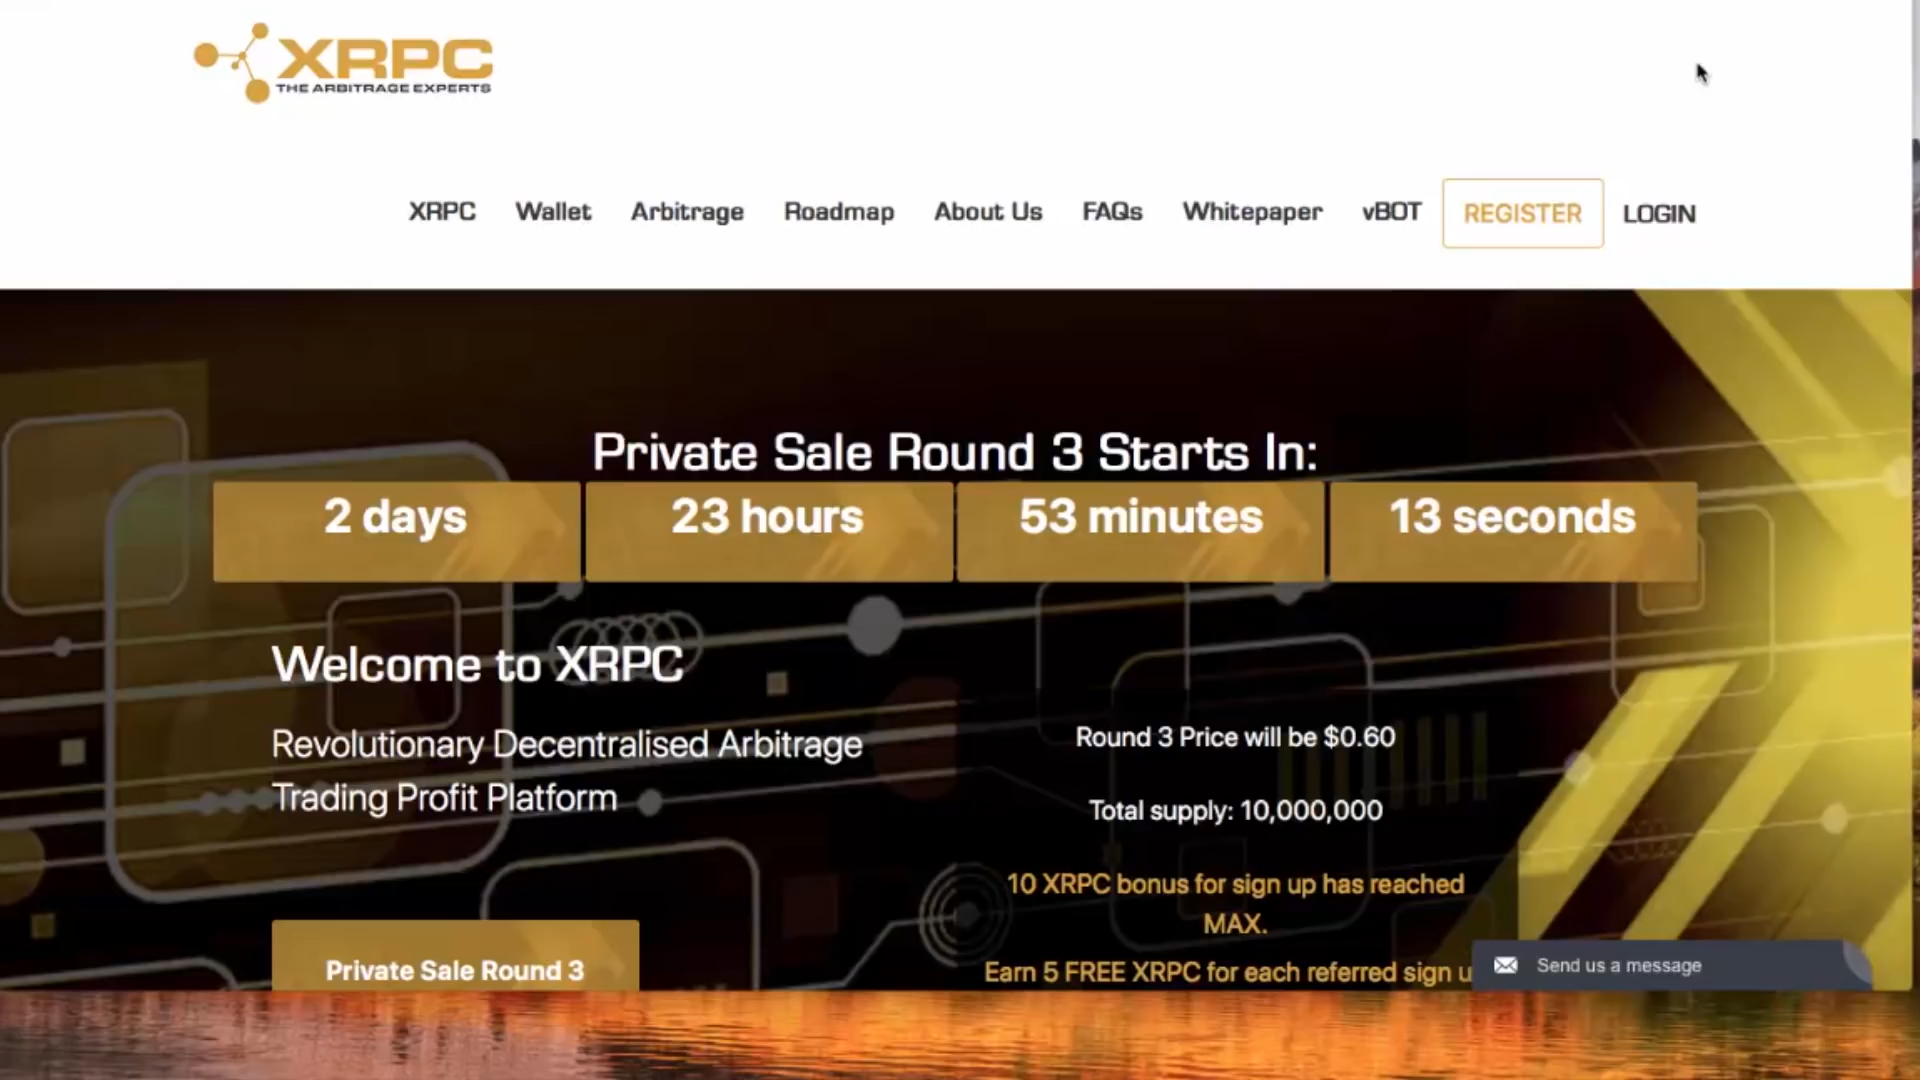 XRPC
THE ARBITRAGE EXPERTS
XRPC Wallet Arbitrage Roadmap About Us FAQs Whitepaper vBOT REGISTER LOGIN
Private Sale Round 3 Starts In:
2 days 23 hours 53 minutes 13 seconds
Welcome to XRPC
Revolutionary Decentralised Arbitrage
Trading Profit Platform
Round 3 Price will be $0.60
Total supply: 10,000,000
10 XRPC bonus for sign up has reached
MAX.
Earn 5 FREE XRPC for each referred sign u
Private Sale Round 3
Send us a message